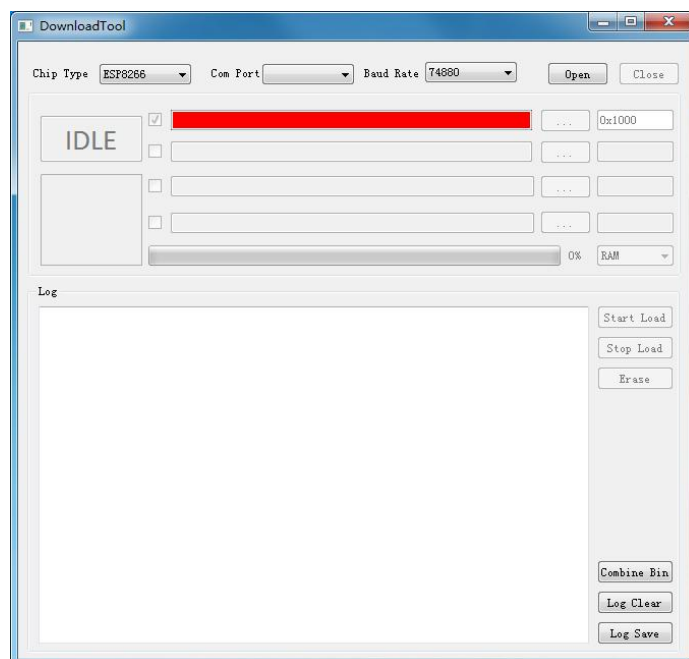 DownloadTool
Chip Type ESP8266 Com Port Baud Rate 74880 Open Close
IDLE
... 0x1000
...
...
...
0% RAM
Log
Start Load
Stop Load
Erase
Combine Bin
Log Clear
Log Save